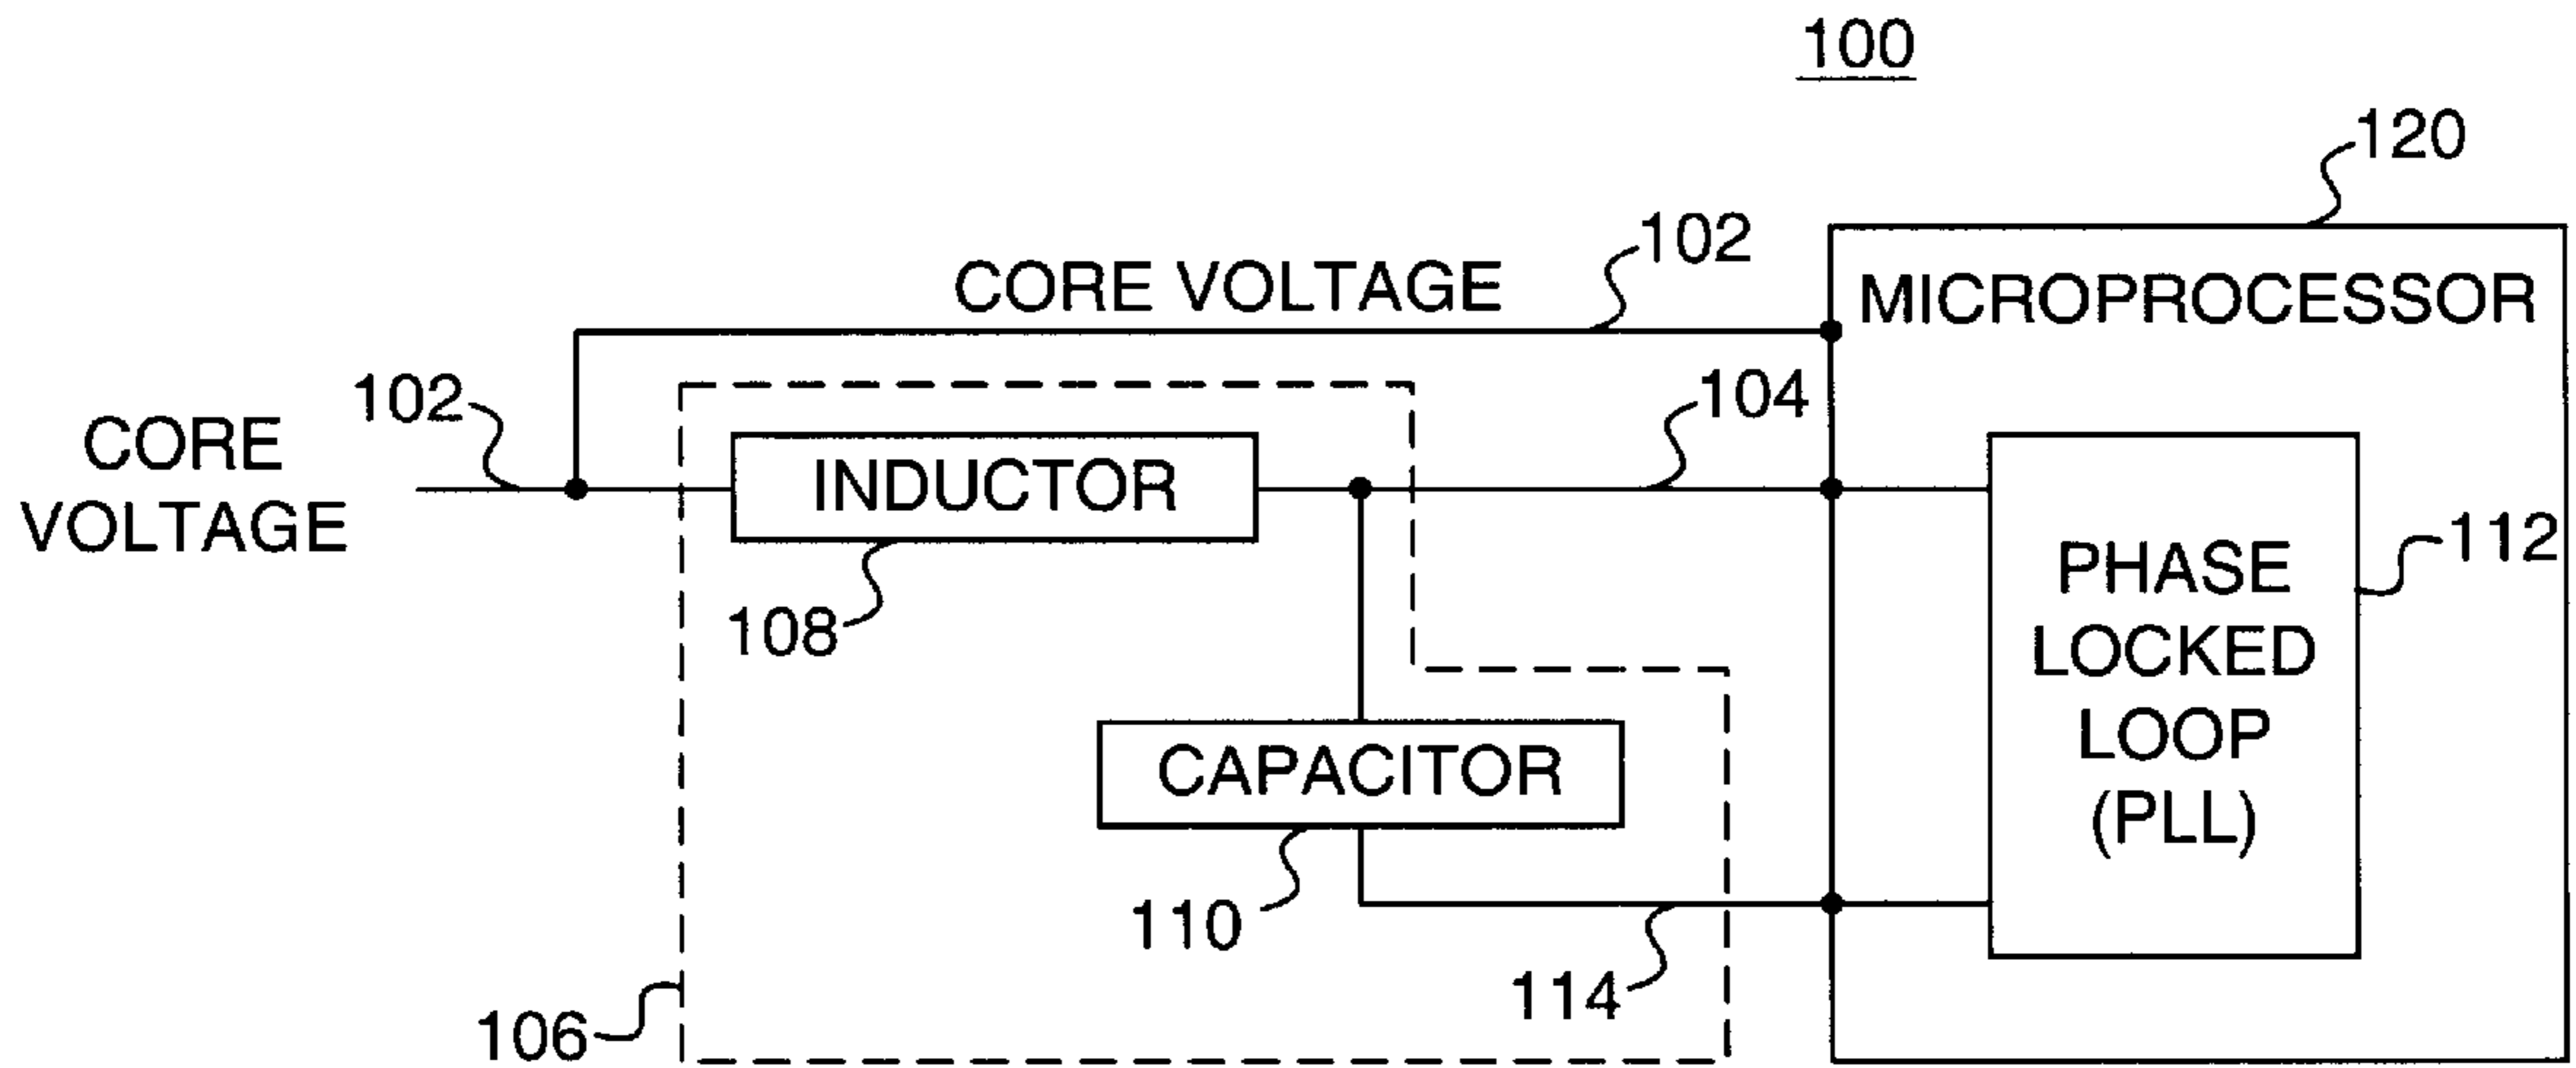 100
120
102
CORE VOLTAGE
MICROPROCESSOR
102
104
CORE
VOLTAGE
INDUCTOR
108
PHASE
LOCKED
LOOP
(PLL)
112
CAPACITOR
110
114
106